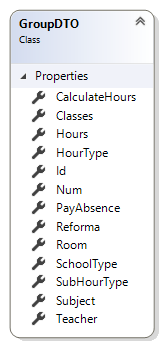 GroupDTO
Class
Properties
CalculateHours
Classes
Hours
HourType
Id
Num
PayAbsence
Reforma
Room
SchoolType
SubHourType
Subject
Teacher